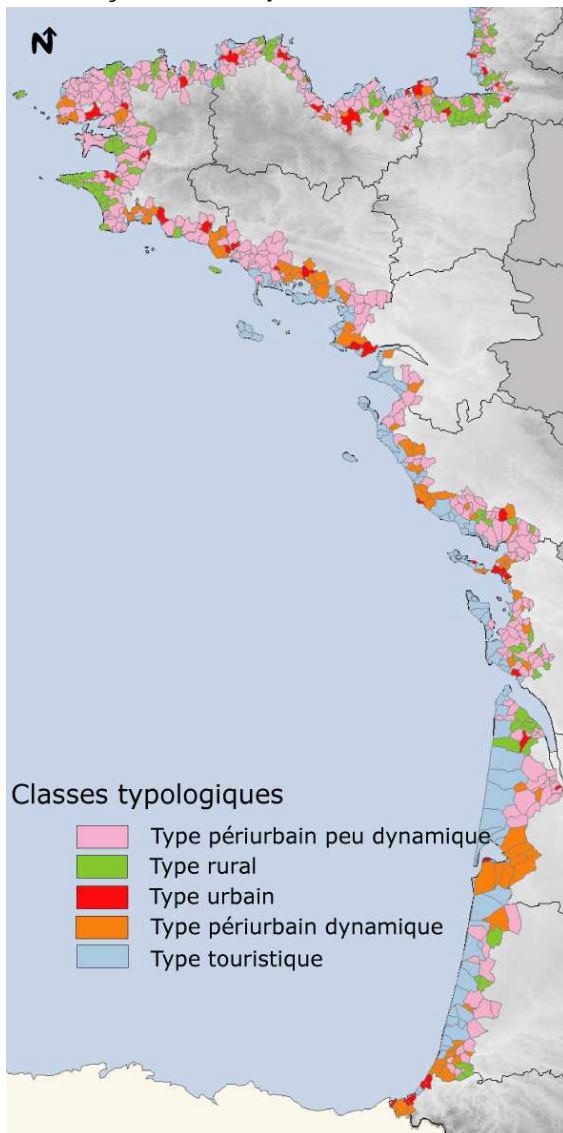 N
Classes typologiques
Type périurbain peu dynamique
Type rural
Type urbain
Type périurbain dynamique
Type touristique